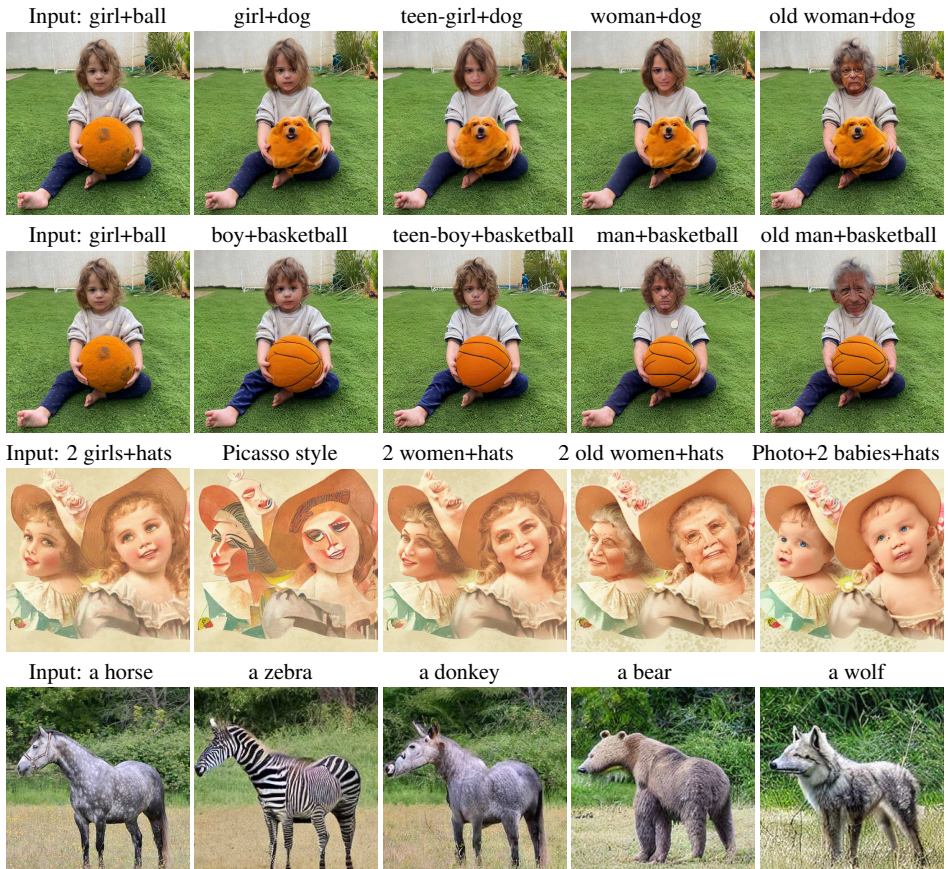 Input: girl+ball girl+dog teen-girl+dog woman+dog old woman+dog
Input: girl+ball boy+basketball teen-boy+basketball man+basketball old man+basketball
Input: 2 girls+hats Picasso style 2 women+hats 2 old women+hats Photo+2 babies+hats
Input: a horse a zebra a donkey a bear a wolf